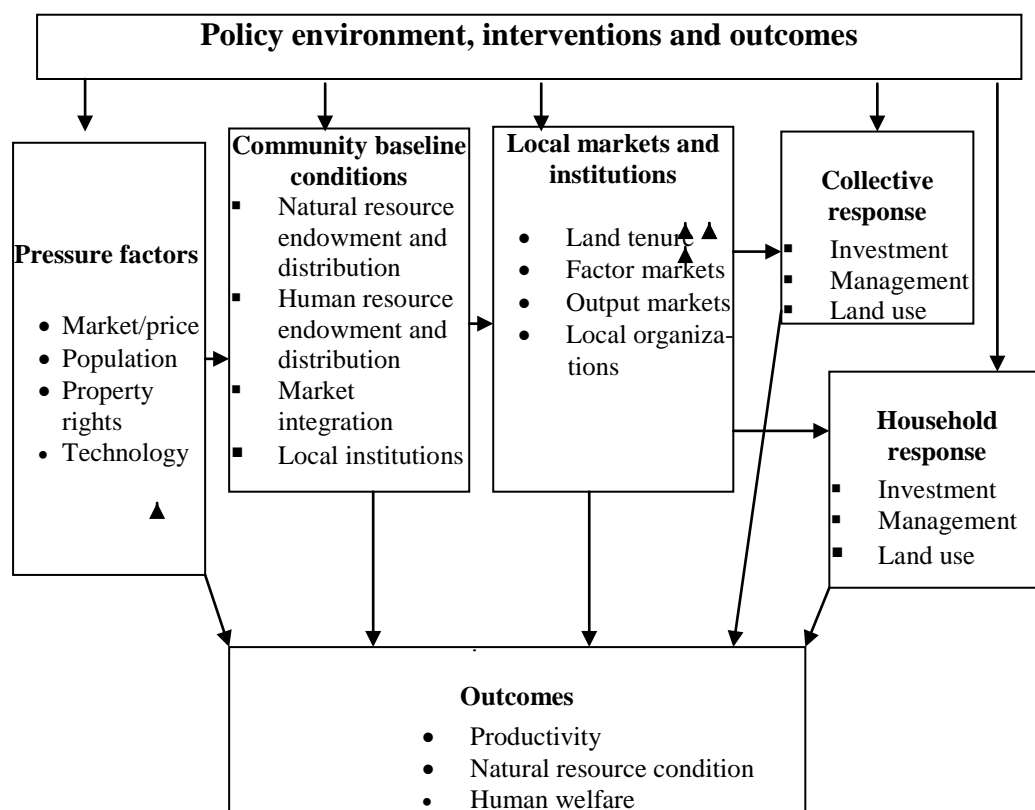 Policy environment, interventions and outcomes
Pressure factors
• Market/price
• Population
• Property
rights
• Technology
Community baseline
conditions
▪ Natural resource
endowment and
distribution
▪ Human resource
endowment and
distribution
▪ Market
integration
▪ Local institutions
Local markets and
institutions
• Land tenure
• Factor markets
• Output markets
• Local organiza-
tions
Collective
response
▪ Investment
▪ Management
▪ Land use
Household
response
▪ Investment
▪ Management
▪ Land use
Outcomes
• Productivity
• Natural resource condition
• Human welfare